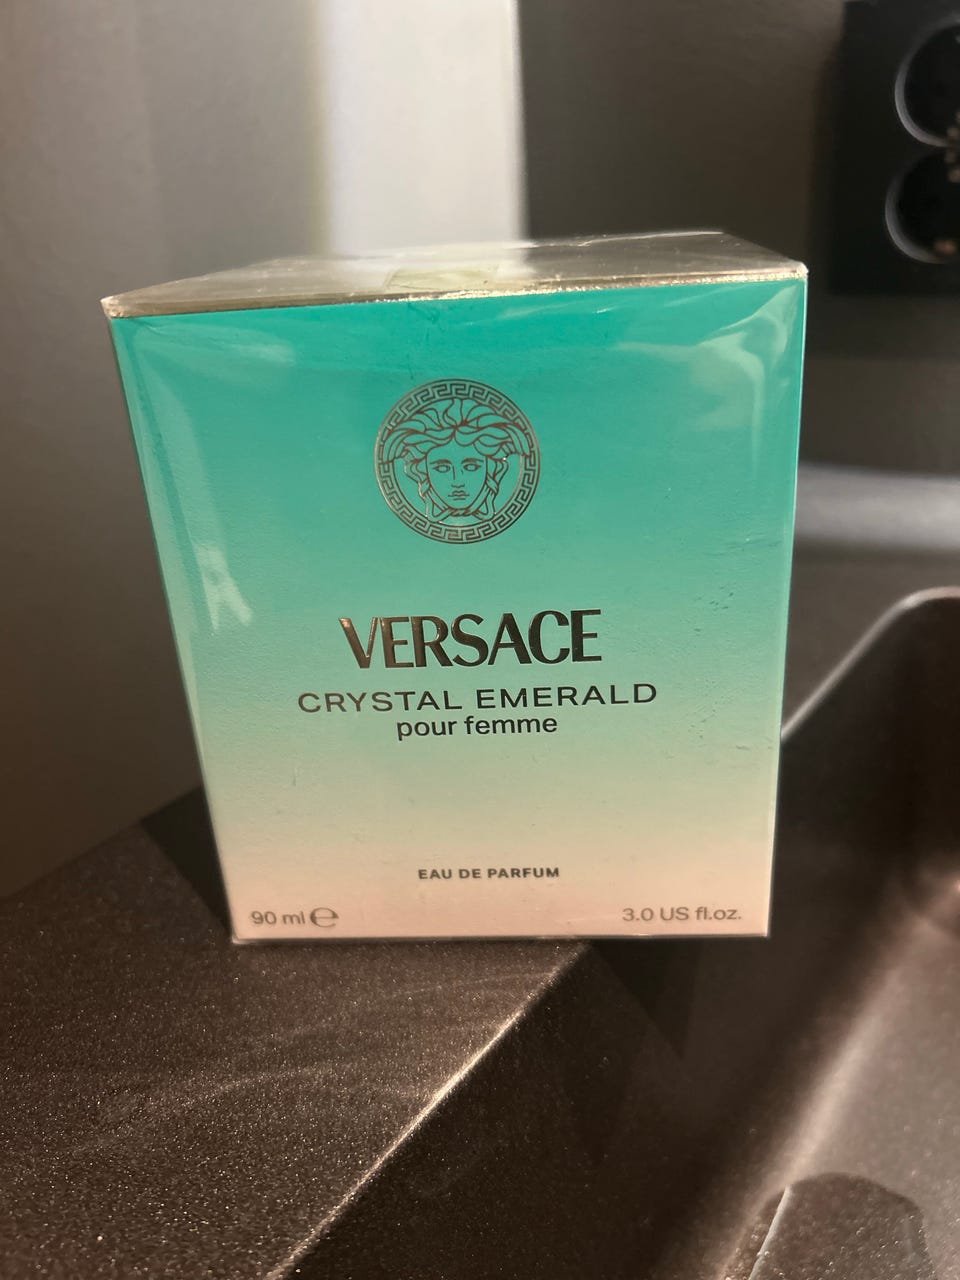 VERSACE
CRYSTAL EMERALD
pour femme
EAU DE PARFUM
90 ml ℮
3.0 US fl.oz.